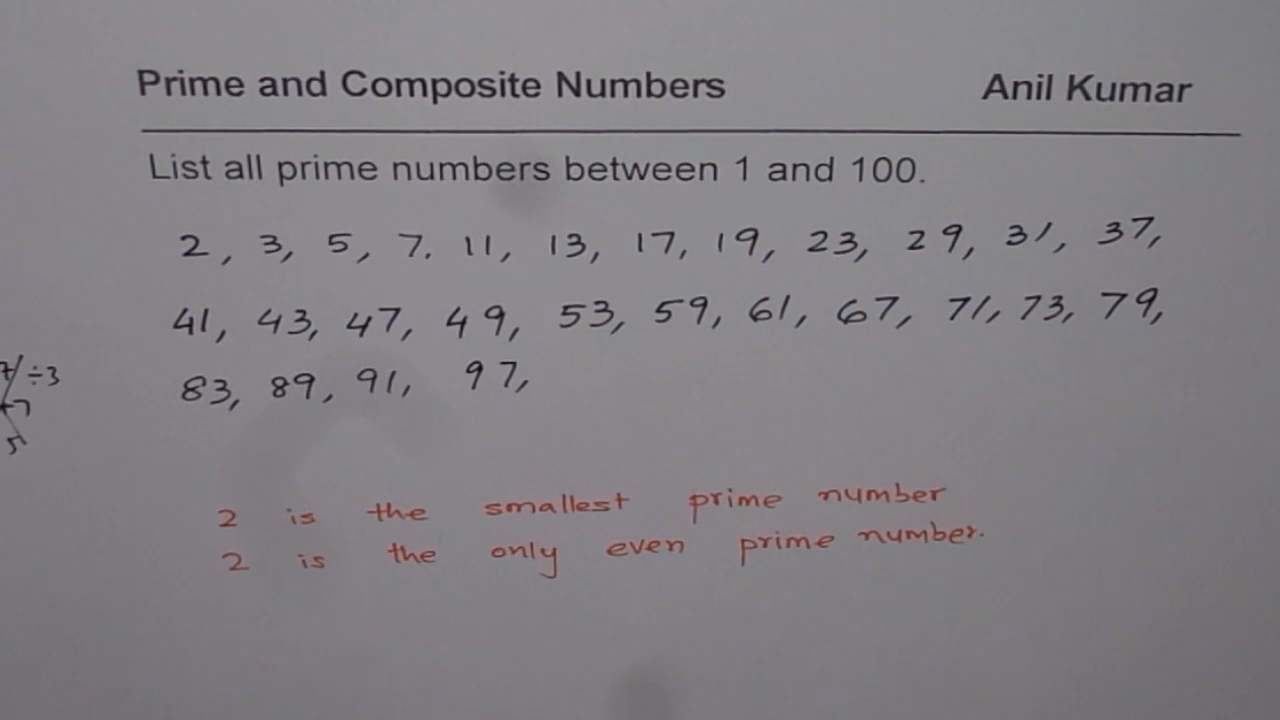 Prime and Composite Numbers Anil Kumar
List all prime numbers between 1 and 100.
2, 3, 5, 7. 11, 13, 17, 19, 23, 29, 31, 37,
41, 43, 47, 49, 53, 59, 61, 67, 71, 73, 79,
83, 89, 91, 97,
÷3
2 is the smallest prime number
2 is the only even prime number.